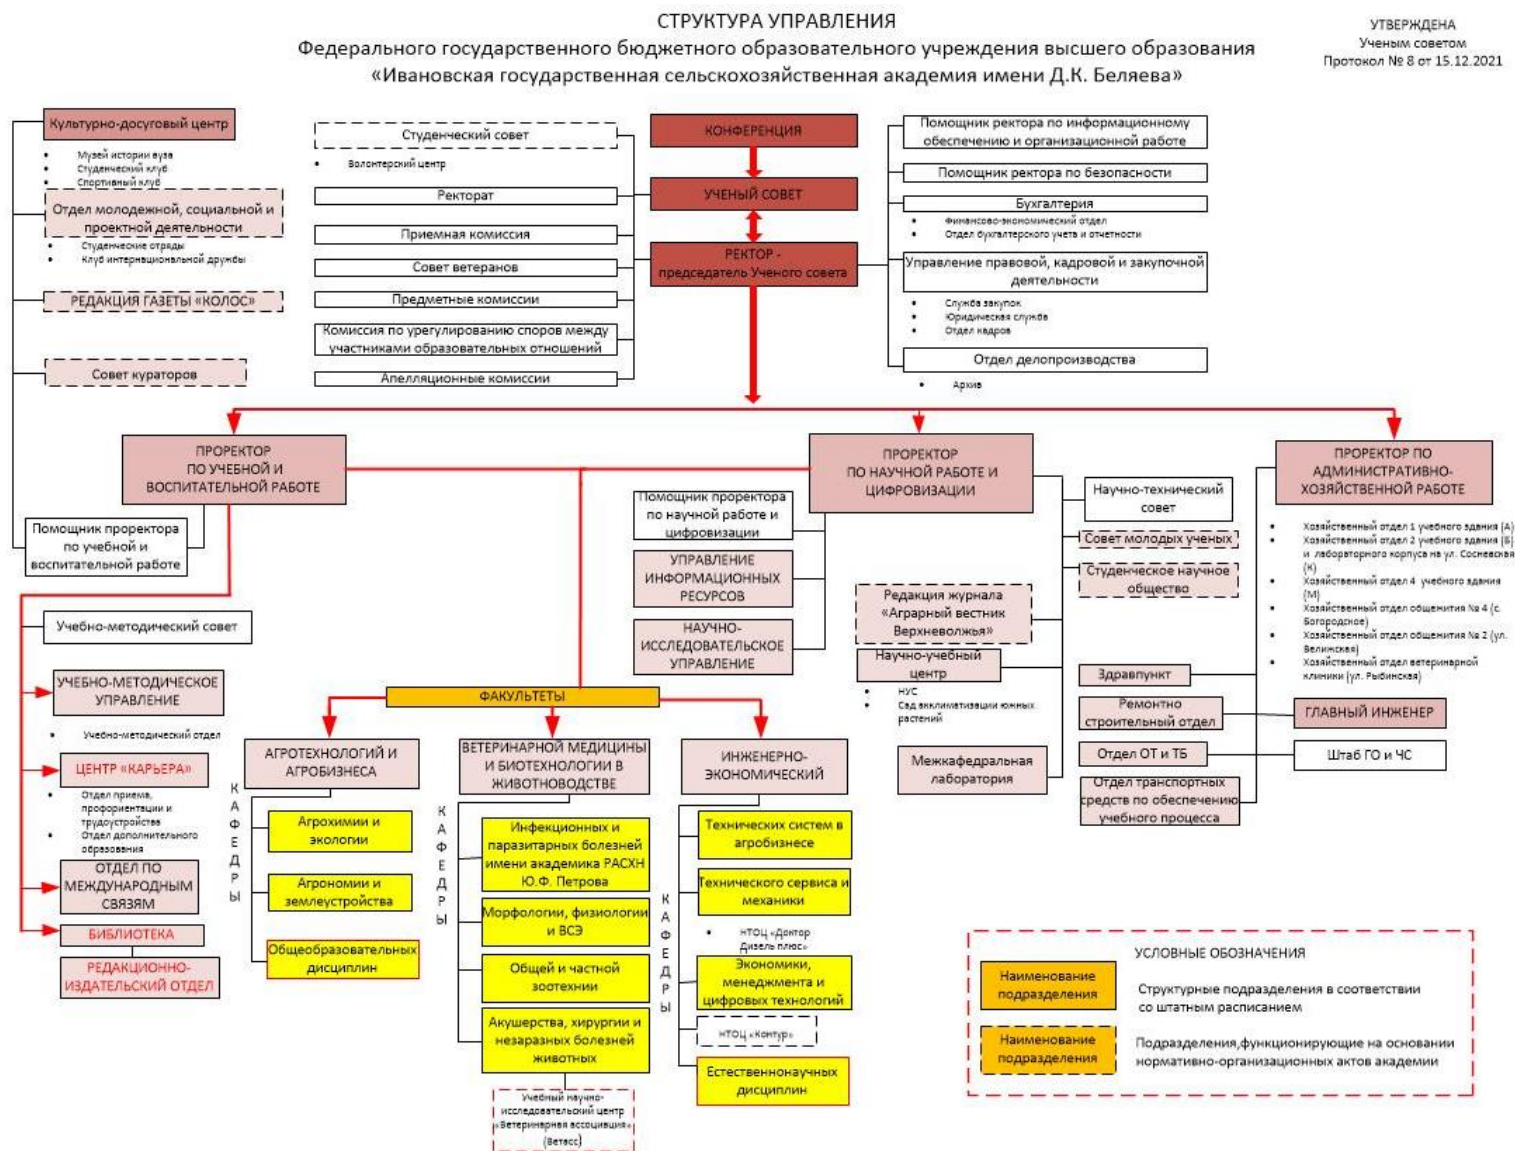 СТРУКТУРА УПРАВЛЕНИЯ
Федерального государственного бюджетного образовательного учреждения высшего образования
«Ивановская государственная сельскохозяйственная академия имени Д.К. Беляева»
УТВЕРЖДЕНА
Ученым советом
Протокол № 8 от 15.12.2021
Культурно-досуговый центр
Музей истории вуза
Студенческий клуб
Спортивный клуб
Отдел молодежной, социальной и
проектной деятельности
Студенческие отряды
Клуб интернациональной дружбы
РЕДАКЦИЯ ГАЗЕТЫ «КОЛОС»
Совет кураторов
Студенческий совет
Волонтерский центр
Ректорат
Приемная комиссия
Совет ветеранов
Предметные комиссии
Комиссия по урегулированию споров между
участниками образовательных отношений
Апелляционные комиссии
КОНФЕРЕНЦИЯ
УЧЕНЫЙ СОВЕТ
РЕКТОР -
председатель Ученого совета
Помощник ректора по информационному
обеспечению и организационной работе
Помощник ректора по безопасности
Бухгалтерия
Финансово-экономический отдел
Отдел бухгалтерского учета и отчетности
Управление правовой, кадровой и закупочной
деятельности
Служба закупок
Юридическая служба
Отдел кадров
Отдел делопроизводства
Архив
ПРОРЕКТОР
ПО УЧЕБНОЙ И
ВОСПИТАТЕЛЬНОЙ РАБОТЕ
Помощник проректора
по учебной и
воспитательной работе
Учебно-методический совет
УЧЕБНО-МЕТОДИЧЕСКОЕ
УПРАВЛЕНИЕ
Учебно-методический отдел
ЦЕНТР «КАРЬЕРА»
Отдел приема,
профориентации и
трудоустройства
Отдел дополнительного
образования
ОТДЕЛ ПО
МЕЖДУНАРОДНЫМ
СВЯЗЯМ
БИБЛИОТЕКА
РЕДАКЦИОННО-
ИЗДАТЕЛЬСКИЙ ОТДЕЛ
ПРОРЕКТОР
ПО НАУЧНОЙ РАБОТЕ И
ЦИФРОВИЗАЦИИ
Помощник проректора
по научной работе и
цифровизации
УПРАВЛЕНИЕ
ИНФОРМАЦИОННЫХ
РЕСУРСОВ
НАУЧНО-
ИССЛЕДОВАТЕЛЬСКОЕ
УПРАВЛЕНИЕ
Научно-технический
совет
Совет молодых ученых
Студенческое научное
общество
Редакция журнала
«Аграрный вестник
Верхневолжья»
Научно-учебный
центр
НУС
Сад акклиматизации южных
растений
Межкафедральная
лаборатория
ПРОРЕКТОР ПО
АДМИНИСТРАТИВНО-
ХОЗЯЙСТВЕННОЙ РАБОТЕ
Хозяйственный отдел 1 учебного здания (А)
Хозяйственный отдел 2 учебного здания (Б)
и лабораторного корпуса на ул. Сосневская
(К)
Хозяйственный отдел 4 учебного здания
(М)
Хозяйственный отдел общежития № 4 (с.
Богородское)
Хозяйственный отдел общежития № 2 (ул.
Велижская)
Хозяйственный отдел ветеринарной
клиники (ул. Рыбинская)
Здравпункт
Ремонтно
строительный отдел
ГЛАВНЫЙ ИНЖЕНЕР
Отдел ОТ и ТБ
Штаб ГО и ЧС
Отдел транспортных
средств по обеспечению
учебного процесса
ФАКУЛЬТЕТЫ
АГРОТЕХНОЛОГИЙ И
АГРОБИЗНЕСА
КАФЕДРЫ
Агрохимии и
экологии
Агрономии и
землеустройства
Общеобразовательных
дисциплин
ВЕТЕРИНАРНОЙ МЕДИЦИНЫ
И БИОТЕХНОЛОГИИ В
ЖИВОТНОВОДСТВЕ
КАФЕДРЫ
Инфекционных и
паразитарных болезней
имени академика РАСХН
Ю.Ф. Петрова
Морфологии, физиологии
и ВСЭ
Общей и частной
зоотехнии
Акушерства, хирургии и
незаразных болезней
животных
Учебный научно-
исследовательский центр
«Ветеринарная ассоциация»
(Ветасс)
ИНЖЕНЕРНО-
ЭКОНОМИЧЕСКИЙ
КАФЕДРЫ
Технических систем в
агробизнесе
Технического сервиса и
механики
НТОЦ «Доктор
Дизель плюс»
Экономики,
менеджмента и
цифровых технологий
НТОЦ «Контур»
Естественнонаучных
дисциплин
УСЛОВНЫЕ ОБОЗНАЧЕНИЯ
Наименование
подразделения
Структурные подразделения в соответствии
со штатным расписанием
Наименование
подразделения
Подразделения,функционирующие на основании
нормативно-организационных актов академии